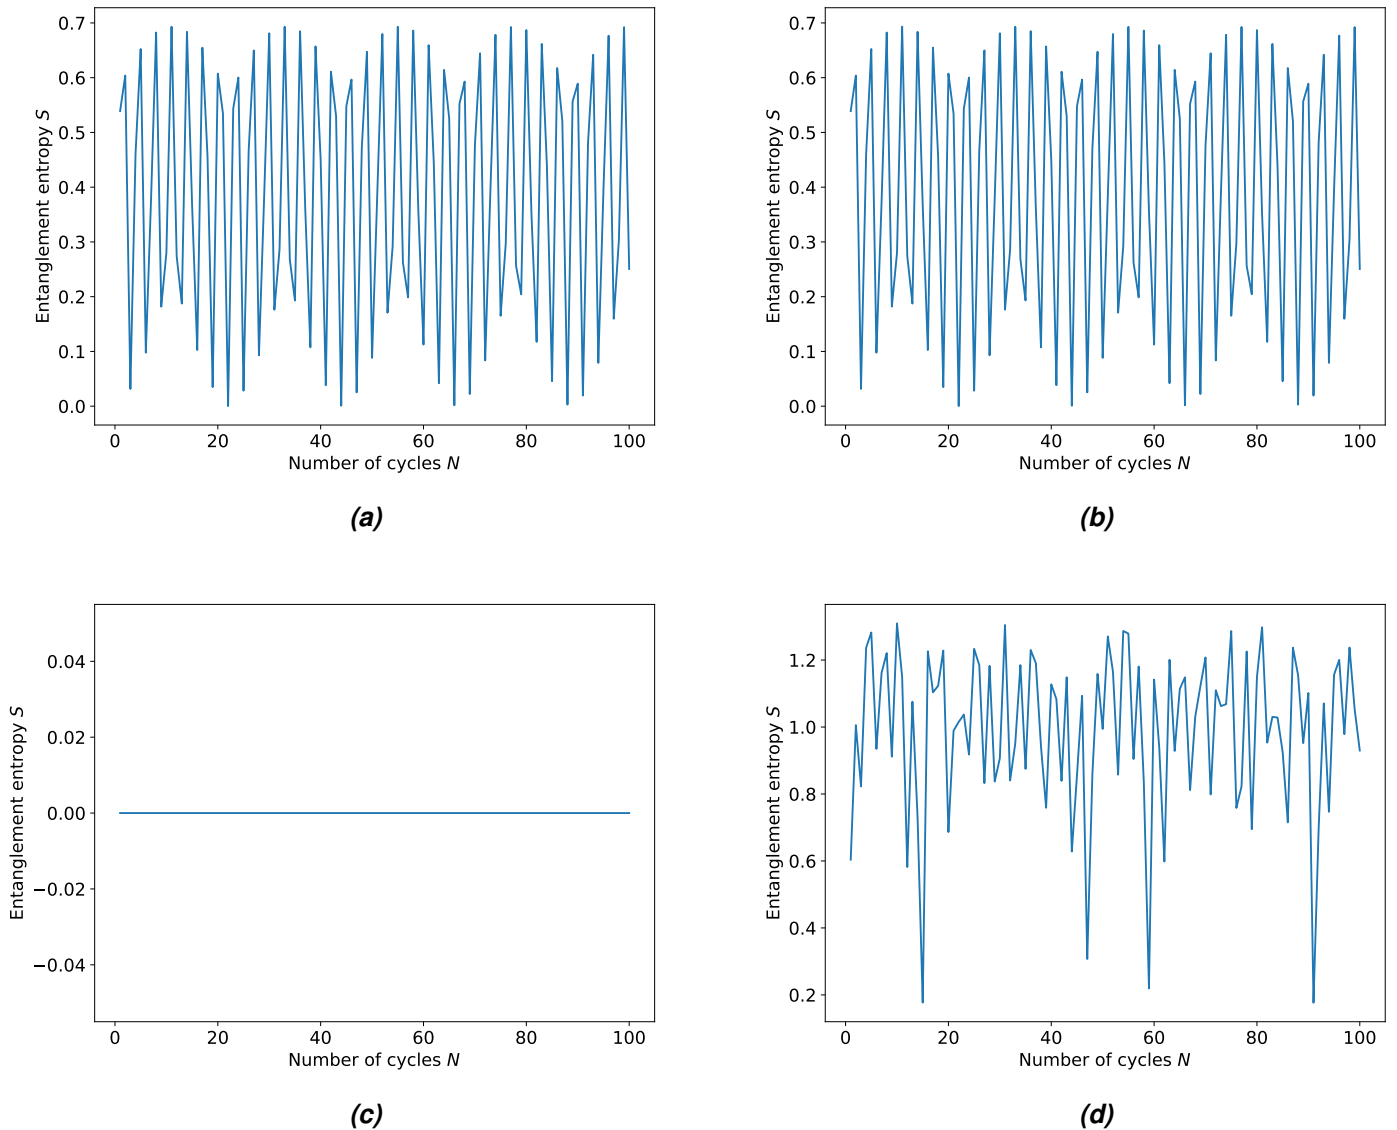 0.7
0.6
0.5
0.4
0.3
0.2
0.1
0.0
Entanglement entropy S
0 20 40 60 80 100
Number of cycles N
(a)
0.7
0.6
0.5
0.4
0.3
0.2
0.1
0.0
Entanglement entropy S
0 20 40 60 80 100
Number of cycles N
(b)
0.04
0.02
0.00
−0.02
−0.04
Entanglement entropy S
0 20 40 60 80 100
Number of cycles N
(c)
1.2
1.0
0.8
0.6
0.4
0.2
Entanglement entropy S
0 20 40 60 80 100
Number of cycles N
(d)